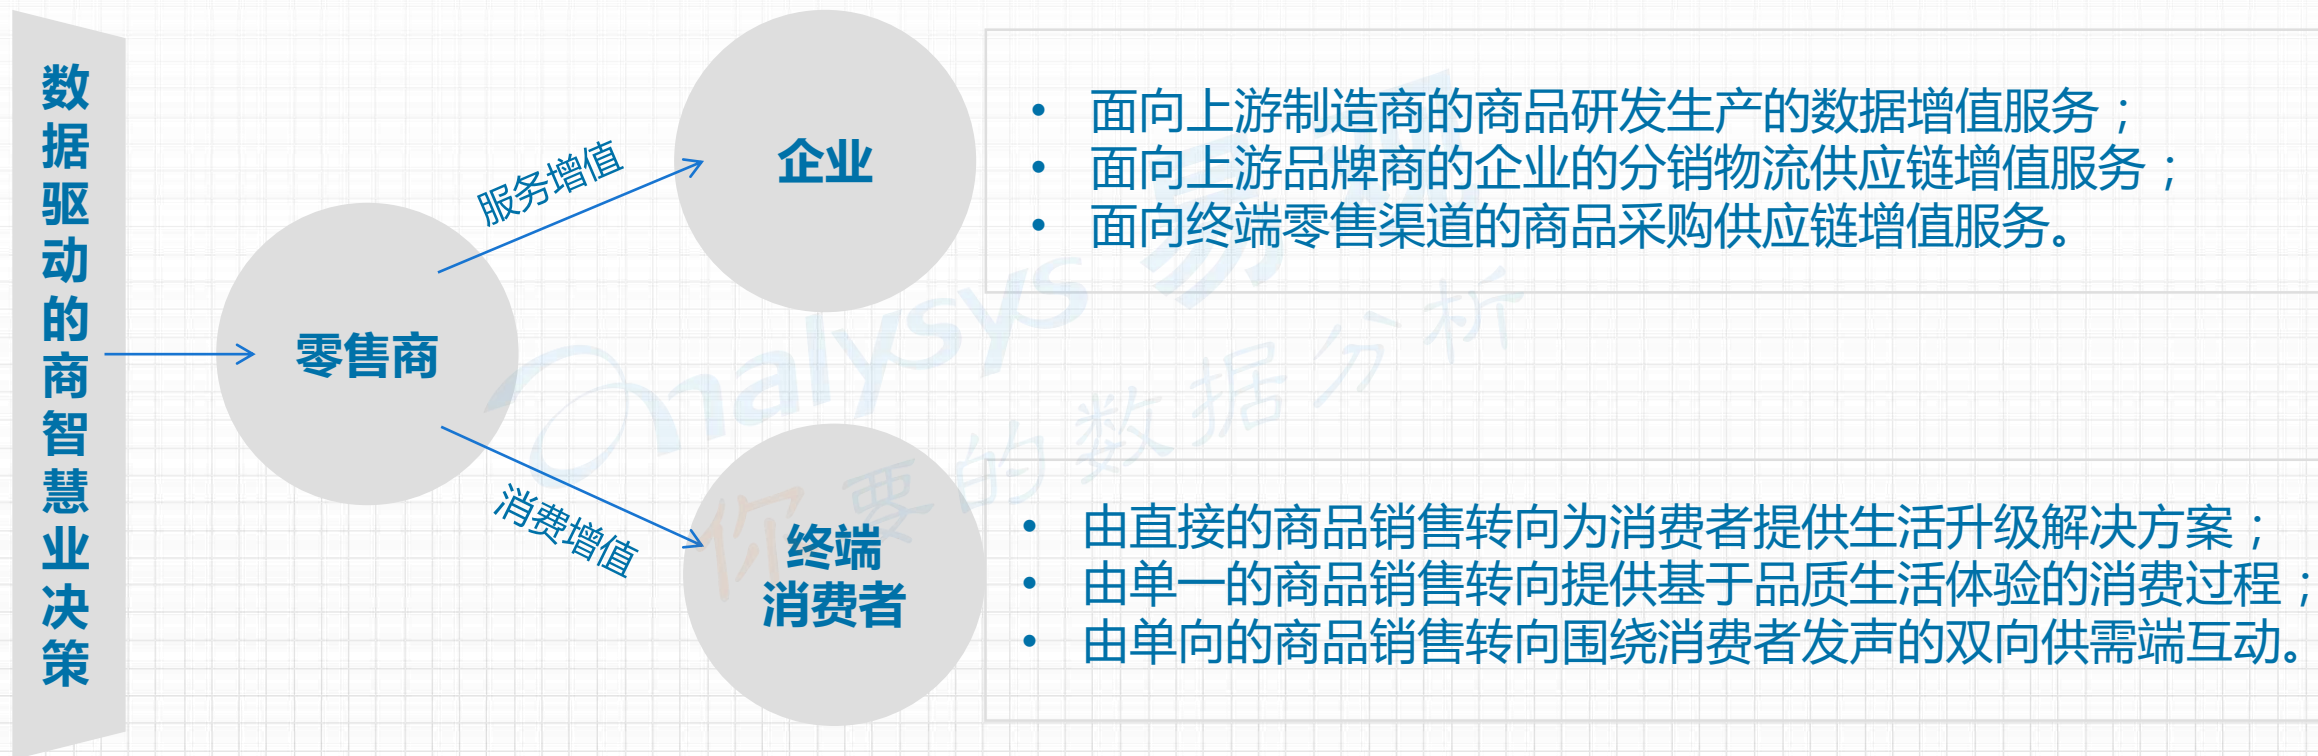 数据驱动的商智慧业决策
零售商
服务增值
企业
• 面向上游制造商的商品研发生产的数据增值服务；
• 面向上游品牌商的企业的分销物流供应链增值服务；
• 面向终端零售渠道的商品采购供应链增值服务。
消费增值
终端
消费者
• 由直接的商品销售转向为消费者提供生活升级解决方案；
• 由单一的商品销售转向提供基于品质生活体验的消费过程；
• 由单向的商品销售转向围绕消费者发声的双向供需端互动。
analysys 易观
你要的数据分析